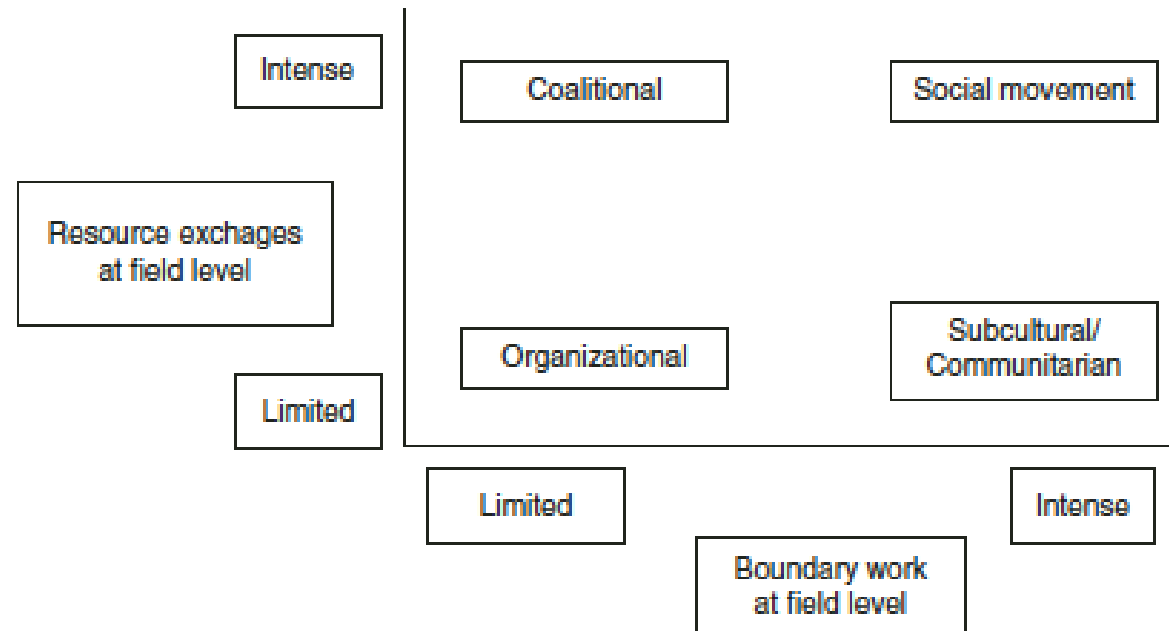 Intense
Coalitional
Social movement
Resource exchages
at field level
Organizational
Subcultural/
Communitarian
Limited
Limited
Intense
Boundary work
at field level